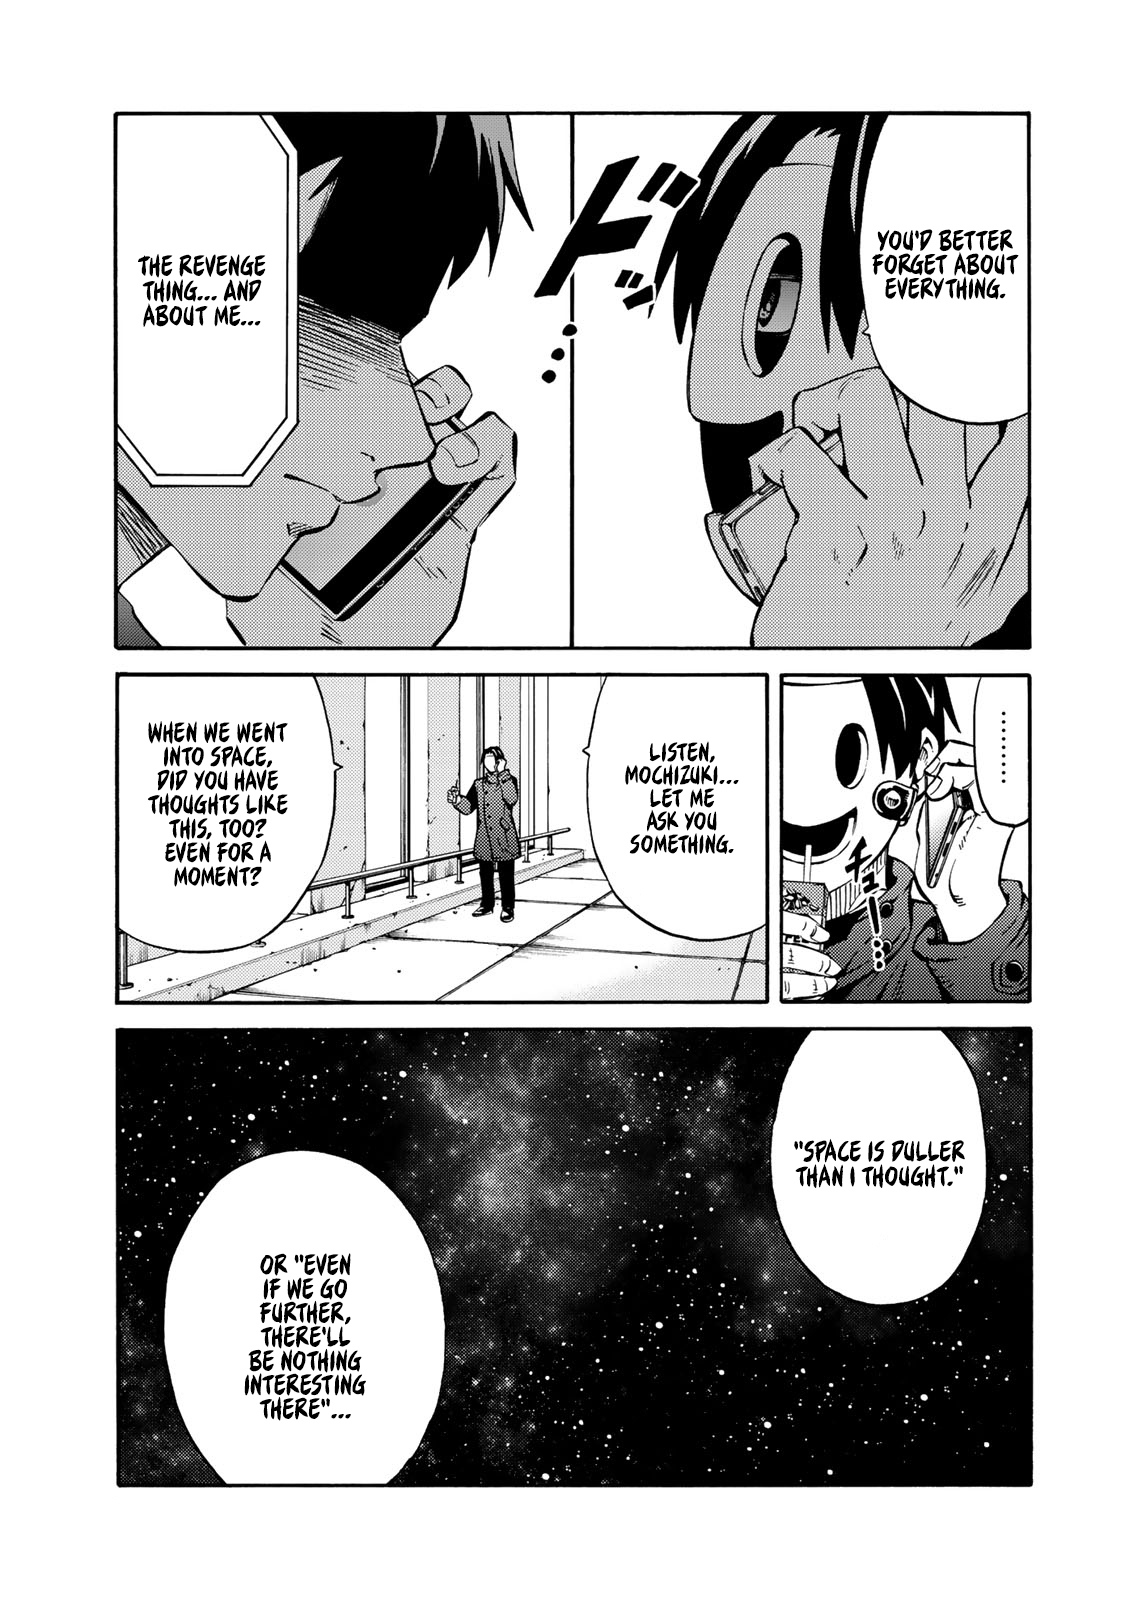 YOU'D BETTER
FORGET ABOUT
EVERYTHING.
ド
ド
THE REVENGE
THING... AND
ABOUT ME...
………
チュー…
LISTEN,
MOCHIZUKI...
LET ME
ASK YOU
SOMETHING.
WHEN WE WENT
INTO SPACE,
DID YOU HAVE
THOUGHTS LIKE
THIS, TOO?
EVEN FOR A
MOMENT?
"SPACE IS DULLER
THAN I THOUGHT."
OR "EVEN
IF WE GO
FURTHER,
THERE'LL
BE NOTHING
INTERESTING
THERE"...